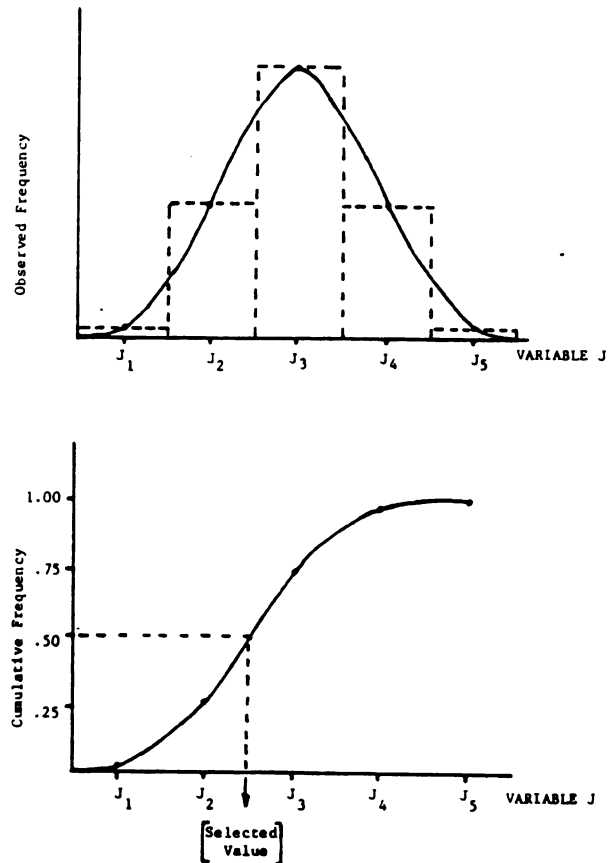 Observed Frequency
J1 J2 J3 J4 J5 VARIABLE J
Cumulative Frequency
1.00
.75
.50
.25
J1 J2 J3 J4 J5 VARIABLE J
[Selected
Value]